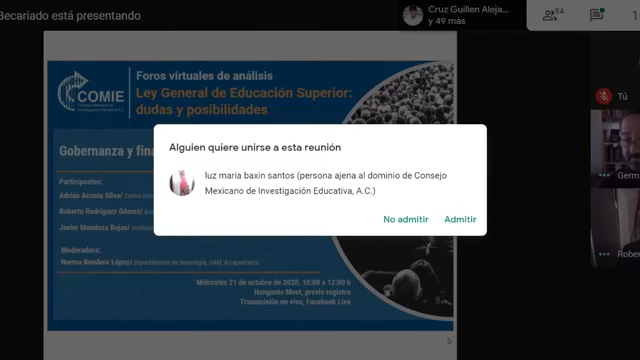 Becariado está presentando
Cruz Guillen Aleja...
y 49 más
54
1
COMIE
Foros virtuales de análisis
Ley General de Educación Superior:
dudas y posibilidades
Gobernanza y fina
Alguien quiere unirse a esta reunión
luz maria baxin santos (persona ajena al dominio de Consejo
Mexicano de Investigación Educativa, A.C.)
No admitir
Admitir
Participantes:
Adrián Acosta Silva/
Roberto Rodríguez Gómez/
Javier Mendoza Rojas/
Moderadora:
Norma Rondero López/ Departamento de Sociología, UAM, Azcapotzalco
Miércoles 21 de octubre de 2020, 10:00 a 12:00 h
Hangouts Meet, previo registro
Transmisión en vivo, Facebook Live
Tú
Germa
Rober